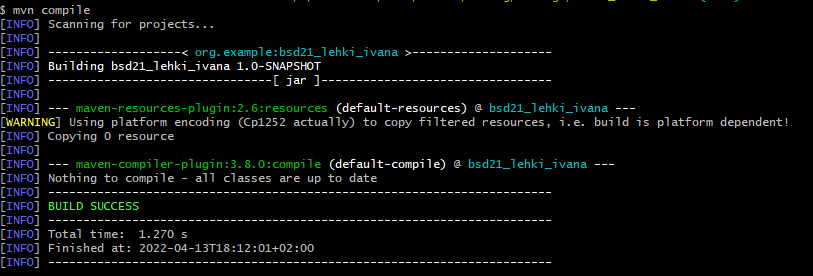 $ mvn compile
[INFO] Scanning for projects...
[INFO]
[INFO] -------------------< org.example:bsd21_lehki_ivana >--------------------
[INFO] Building bsd21_lehki_ivana 1.0-SNAPSHOT
[INFO] --------------------------------[ jar ]---------------------------------
[INFO]
[INFO] --- maven-resources-plugin:2.6:resources (default-resources) @ bsd21_lehki_ivana ---
[WARNING] Using platform encoding (Cp1252 actually) to copy filtered resources, i.e. build is platform dependent!
[INFO] Copying 0 resource
[INFO]
[INFO] --- maven-compiler-plugin:3.8.0:compile (default-compile) @ bsd21_lehki_ivana ---
[INFO] Nothing to compile - all classes are up to date
[INFO] ------------------------------------------------------------------------
[INFO] BUILD SUCCESS
[INFO] ------------------------------------------------------------------------
[INFO] Total time:  1.270 s
[INFO] Finished at: 2022-04-13T18:12:01+02:00
[INFO] ------------------------------------------------------------------------